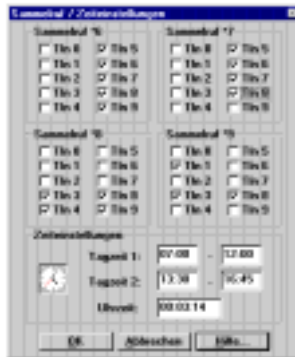 Sammelruf / Zeiteinstellungen
Sammelruf *6
Tln 0 Tln 5
Tln 1 Tln 6
Tln 2 Tln 7
Tln 3 Tln 8
Tln 4 Tln 9
Sammelruf *7
Tln 0 Tln 5
Tln 1 Tln 6
Tln 2 Tln 7
Tln 3 Tln 8
Tln 4 Tln 9
Sammelruf *8
Tln 0 Tln 5
Tln 1 Tln 6
Tln 2 Tln 7
Tln 3 Tln 8
Tln 4 Tln 9
Sammelruf *9
Tln 0 Tln 5
Tln 1 Tln 6
Tln 2 Tln 7
Tln 3 Tln 8
Tln 4 Tln 9
Zeiteinstellungen
Tagzeit 1: 07:00 - 12:00
Tagzeit 2: 13:30 - 16:45
Uhrzeit: 00:03:14
OK Abbrechen Hilfe...